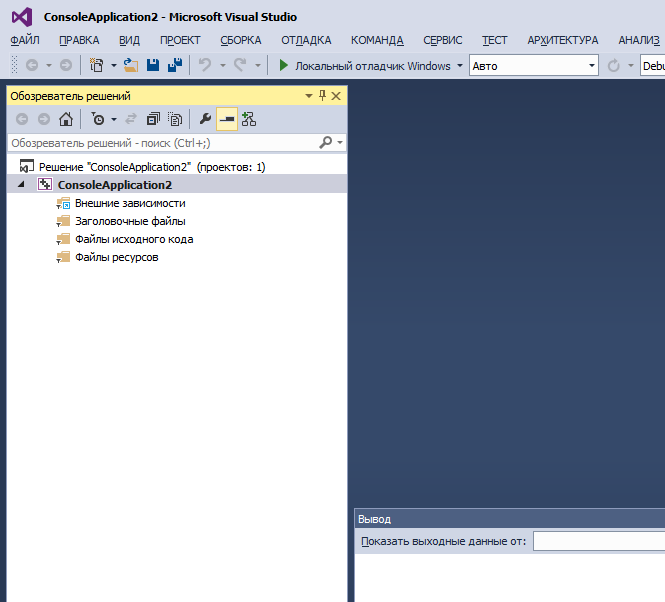 ConsoleApplication2 - Microsoft Visual Studio
ФАЙЛ ПРАВКА ВИД ПРОЕКТ СБОРКА ОТЛАДКА КОМАНДА СЕРВИС ТЕСТ АРХИТЕКТУРА АНАЛИЗ
Локальный отладчик Windows Авто Debu
Обозреватель решений
Обозреватель решений - поиск (Ctrl+;)
Решение "ConsoleApplication2" (проектов: 1)
ConsoleApplication2
Внешние зависимости
Заголовочные файлы
Файлы исходного кода
Файлы ресурсов
Вывод
Показать выходные данные от: